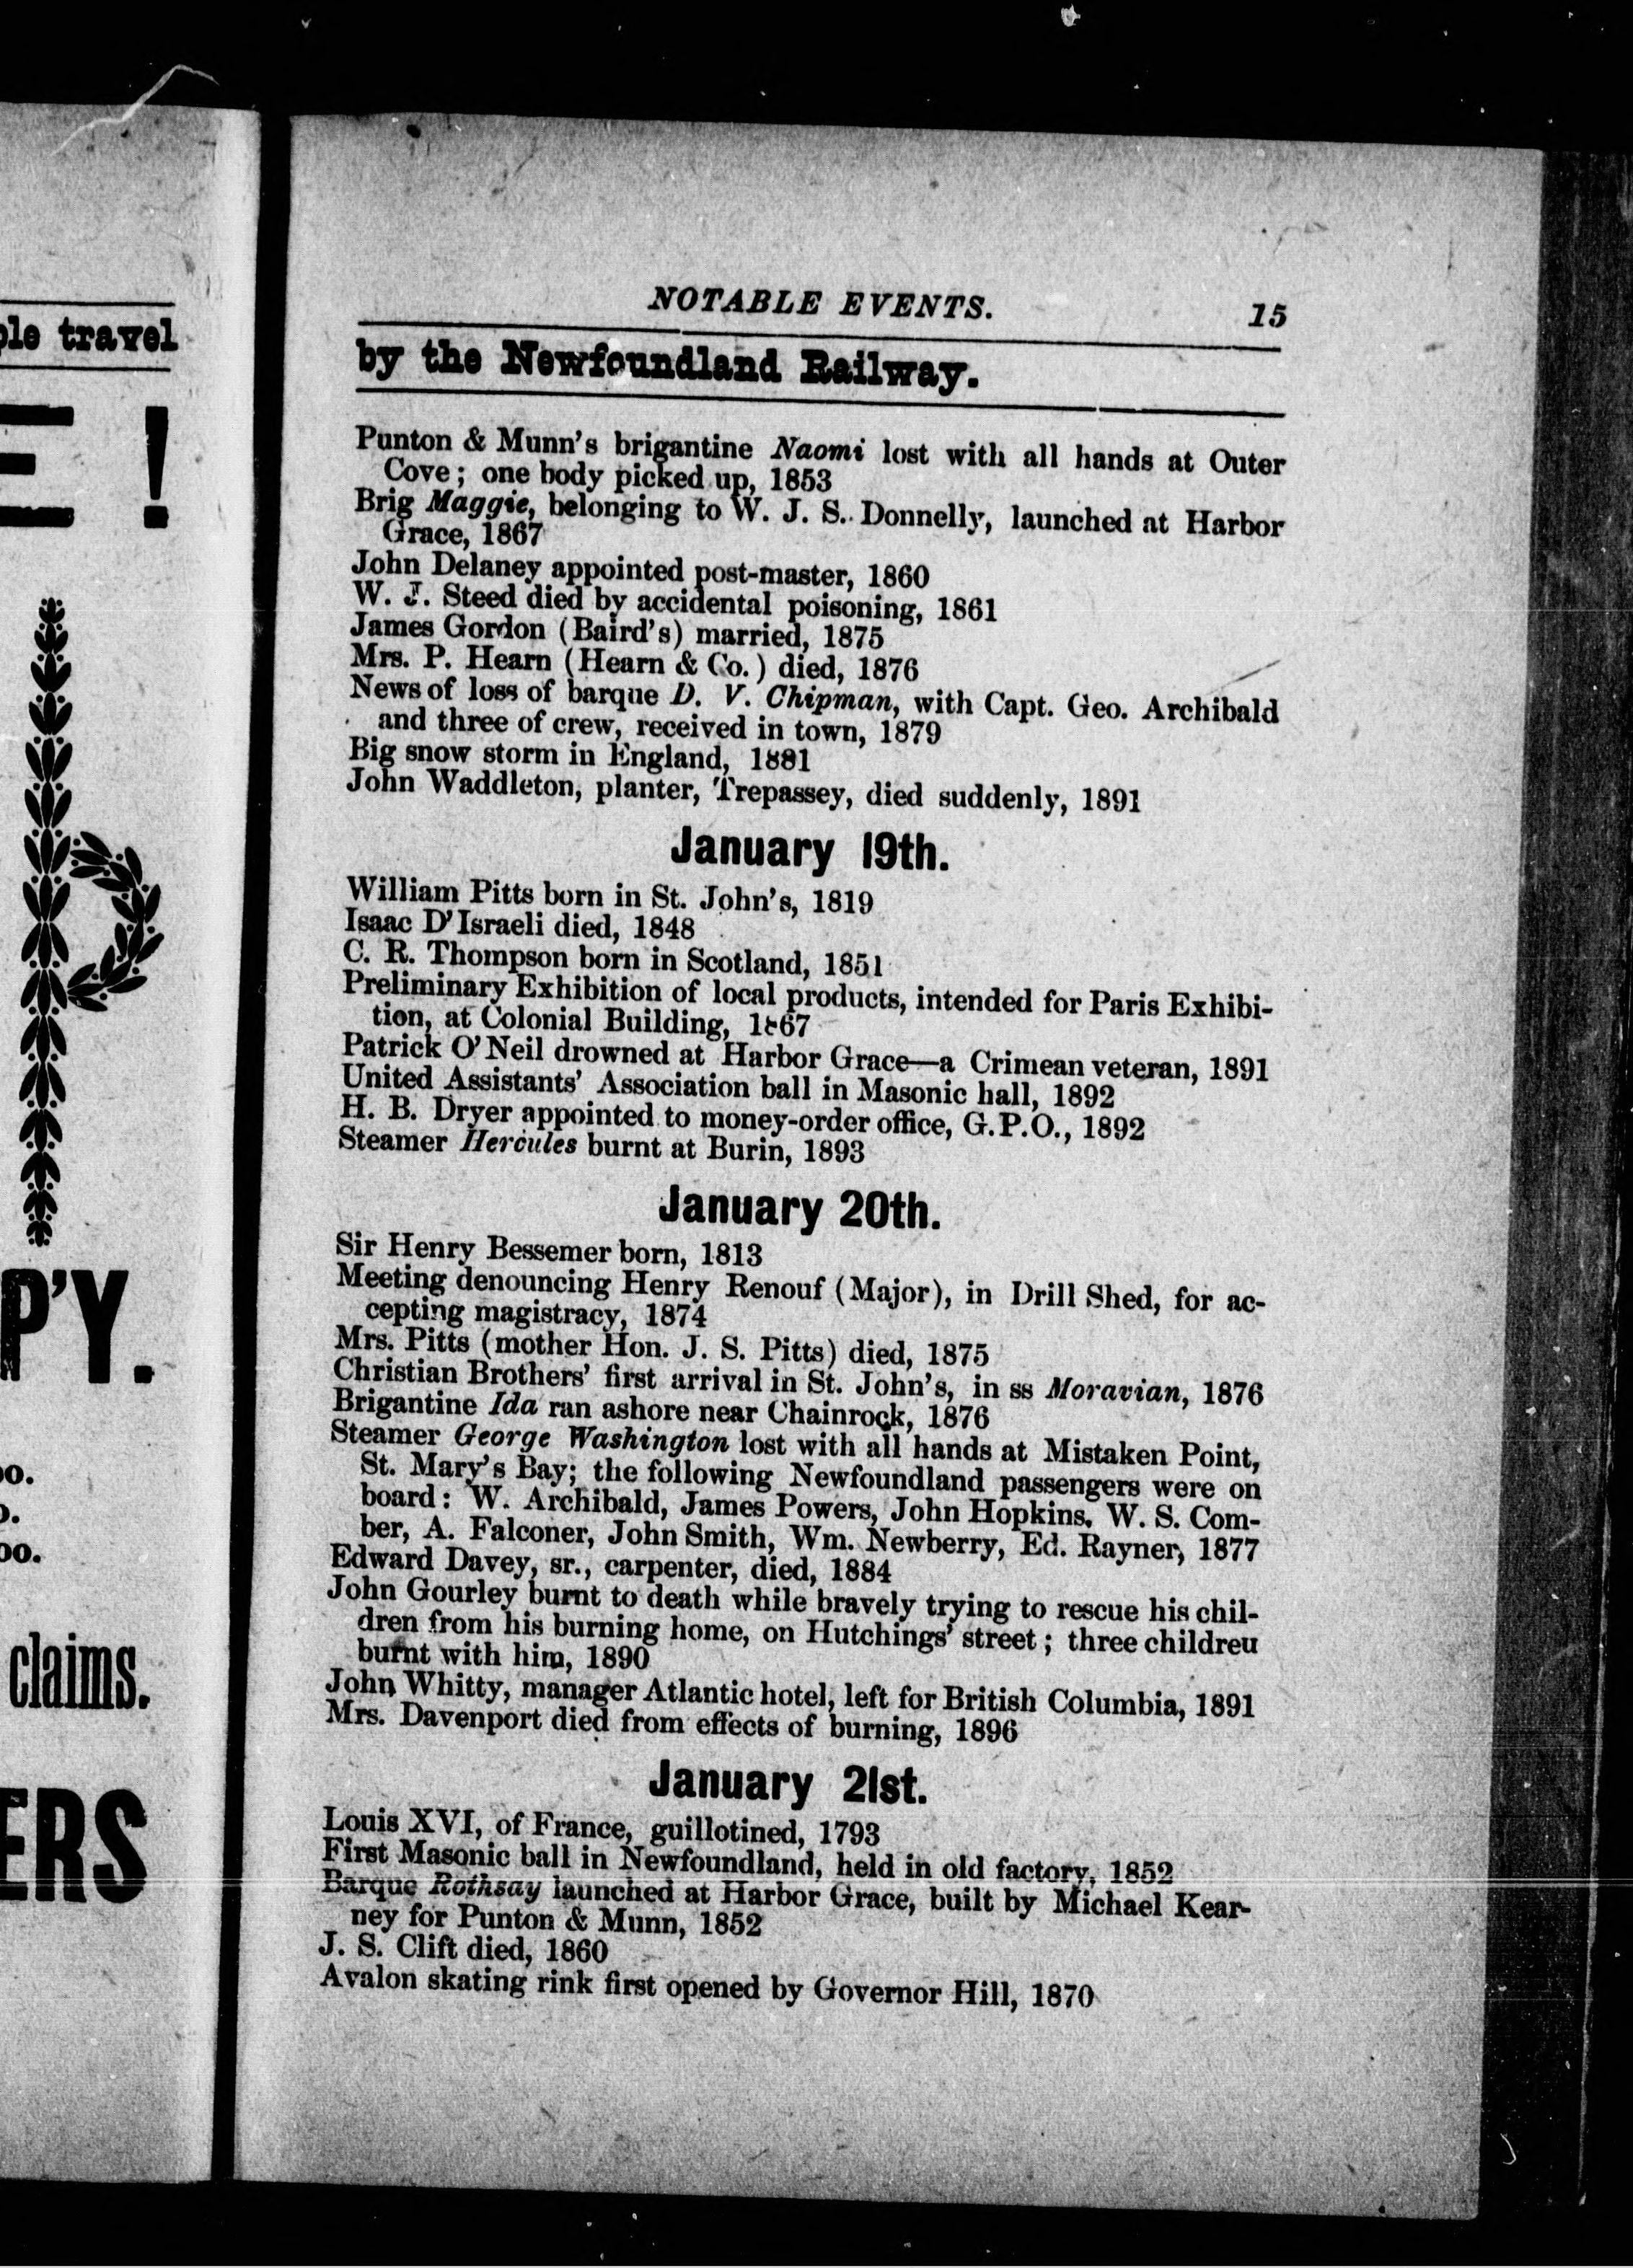 ple travel
E !
P'Y.
oo.
o.
oo.
claims.
ERS
NOTABLE EVENTS. 15
by the Newfoundland Railway.
Punton & Munn's brigantine Naomi lost with all hands at Outer
Cove; one body picked up, 1853
Brig Maggie, belonging to W. J. S. Donnelly, launched at Harbor
Grace, 1867
John Delaney appointed post-master, 1860
W. J. Steed died by accidental poisoning, 1861
James Gordon (Baird's) married, 1875
Mrs. P. Hearn (Hearn & Co.) died, 1876
News of loss of barque D. V. Chipman, with Capt. Geo. Archibald
and three of crew, received in town, 1879
Big snow storm in England, 1881
John Waddleton, planter, Trepassey, died suddenly, 1891
January 19th.
William Pitts born in St. John's, 1819
Isaac D'Israeli died, 1848
C. R. Thompson born in Scotland, 1851
Preliminary Exhibition of local products, intended for Paris Exhibi-
tion, at Colonial Building, 1867
Patrick O'Neil drowned at Harbor Grace—a Crimean veteran, 1891
United Assistants' Association ball in Masonic hall, 1892
H. B. Dryer appointed to money-order office, G.P.O., 1892
Steamer Hercules burnt at Burin, 1893
January 20th.
Sir Henry Bessemer born, 1813
Meeting denouncing Henry Renouf (Major), in Drill Shed, for ac-
cepting magistracy, 1874
Mrs. Pitts (mother Hon. J. S. Pitts) died, 1875
Christian Brothers' first arrival in St. John's, in ss Moravian, 1876
Brigantine Ida ran ashore near Chainrock, 1876
Steamer George Washington lost with all hands at Mistaken Point,
St. Mary's Bay; the following Newfoundland passengers were on
board: W. Archibald, James Powers, John Hopkins, W. S. Com-
ber, A. Falconer, John Smith, Wm. Newberry, Ed. Rayner, 1877
Edward Davey, sr., carpenter, died, 1884
John Gourley burnt to death while bravely trying to rescue his chil-
dren from his burning home, on Hutchings' street; three childreu
burnt with him, 1890
John Whitty, manager Atlantic hotel, left for British Columbia, 1891
Mrs. Davenport died from effects of burning, 1896
January 21st.
Louis XVI, of France, guillotined, 1793
First Masonic ball in Newfoundland, held in old factory, 1852
Barque Rothsay launched at Harbor Grace, built by Michael Kear-
ney for Punton & Munn, 1852
J. S. Clift died, 1860
Avalon skating rink first opened by Governor Hill, 1870